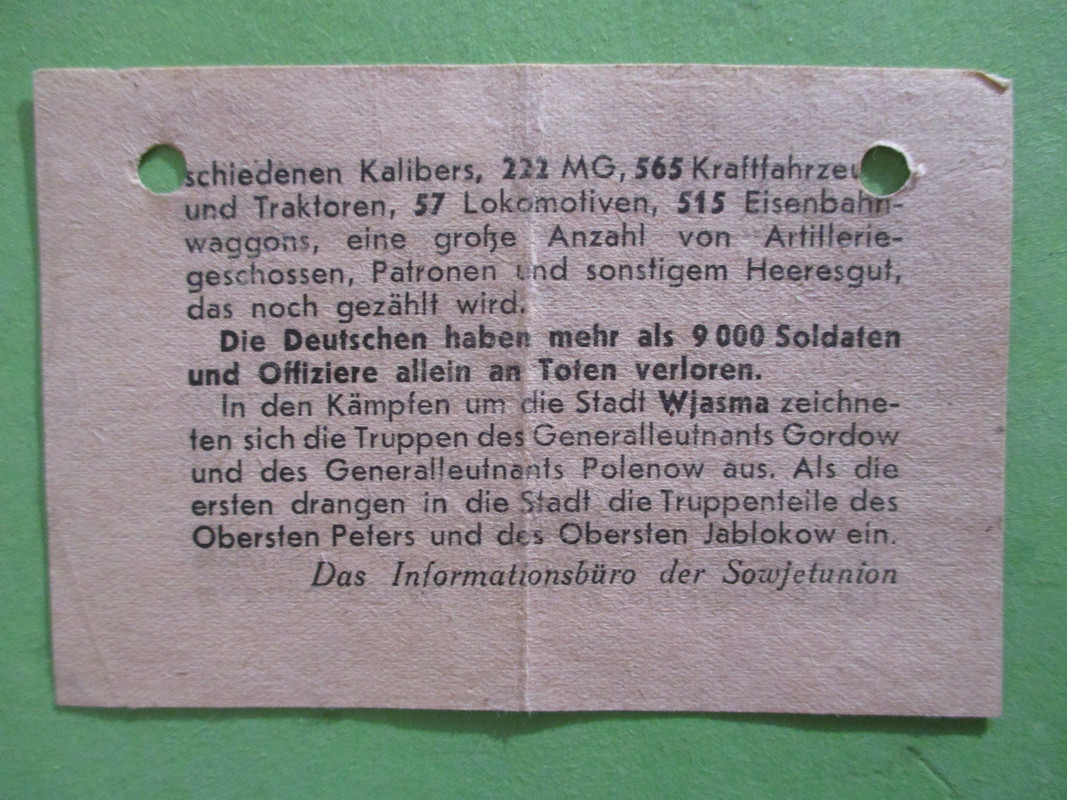 schiedenen Kalibers, 222 MG, 565 Kraftfahrzeu
und Traktoren, 57 Lokomotiven, 515 Eisenbahn-
waggons, eine große Anzahl von Artillerie-
geschossen, Patronen und sonstigem Heeresgut,
das noch gezählt wird.
Die Deutschen haben mehr als 9 000 Soldaten
und Offiziere allein an Toten verloren.
In den Kämpfen um die Stadt Wjasma zeichne-
ten sich die Truppen des Generalleutnants Gordow
und des Generalleutnants Polenow aus. Als die
ersten drangen in die Stadt die Truppenteile des
Obersten Peters und des Obersten Jablokow ein.
Das Informationsbüro der Sowjetunion